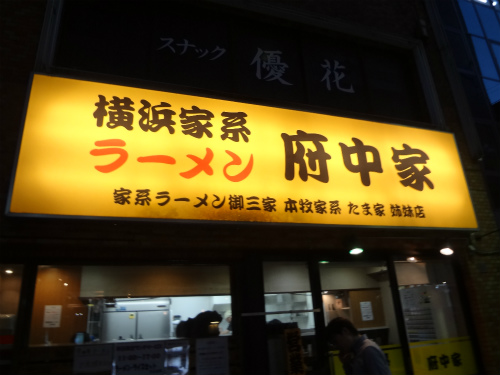 スナック 優花
横浜家系
ラーメン
府中家
家系ラーメン御三家 本牧家系 たま家 姉妹店
府中家